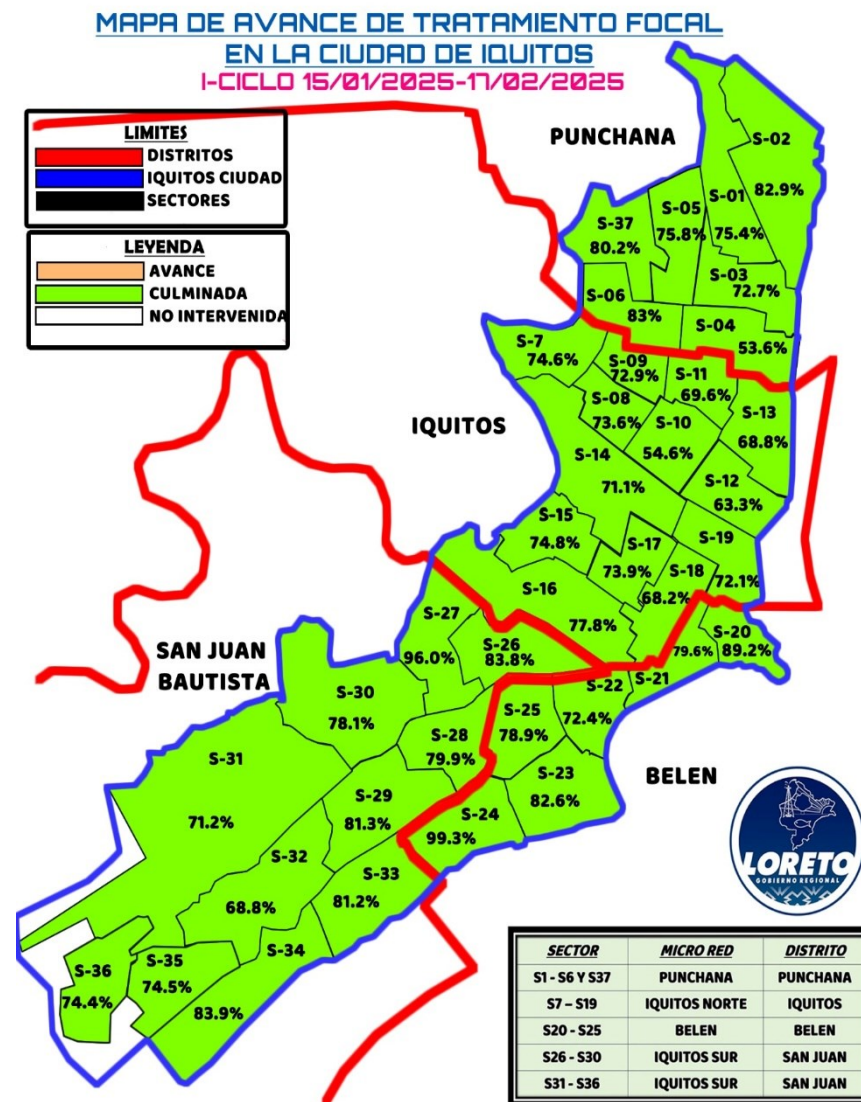 MAPA DE AVANCE DE TRATAMIENTO FOCAL
EN LA CIUDAD DE IQUITOS
I-CICLO 15/01/2025-17/02/2025
LIMITES
DISTRITOS
IQUITOS CIUDAD
SECTORES
LEYENDA
AVANCE
CULMINADA
NO INTERVENIDA
PUNCHANA
S-02
82.9%
S-01
75.4%
S-05
75.8%
S-37
80.2%
S-03
72.7%
S-06
83%
S-04
53.6%
S-7
74.6%
S-09
72.9%
S-11
69.6%
S-08
73.6%
S-10
54.6%
S-13
68.8%
IQUITOS
S-14
71.1%
S-12
63.3%
S-15
74.8%
S-17
73.9%
S-18
68.2%
S-19
72.1%
S-16
77.8%
S-27
96.0%
S-26
83.8%
S-20
89.2%
S-21
79.6%
SAN JUAN
BAUTISTA
S-30
78.1%
S-22
72.4%
S-25
78.9%
S-28
79.9%
S-31
71.2%
S-23
82.6%
BELEN
S-29
81.3%
S-24
99.3%
S-32
68.8%
S-33
81.2%
S-34
83.9%
S-35
74.5%
S-36
74.4%
LORETO
GOBIERNO REGIONAL
SECTOR MICRO RED DISTRITO
S1 - S6 Y S37 PUNCHANA PUNCHANA
S7 – S19 IQUITOS NORTE IQUITOS
S20 - S25 BELEN BELEN
S26 - S30 IQUITOS SUR SAN JUAN
S31 - S36 IQUITOS SUR SAN JUAN